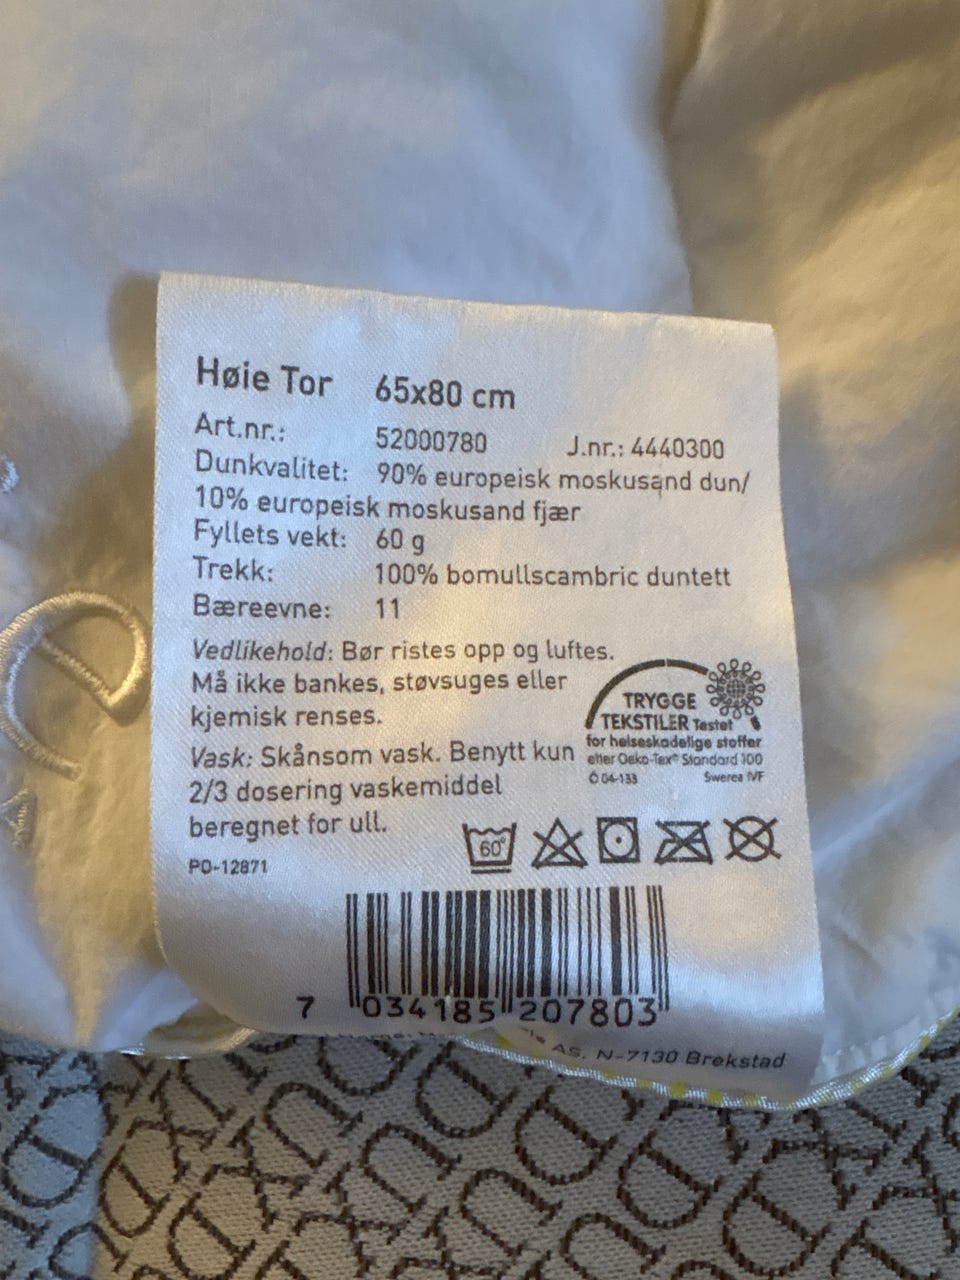 Høie Tor 65x80 cm
Art.nr.: 52000780 J.nr.: 4440300
Dunkvalitet: 90% europeisk moskusand dun/
10% europeisk moskusand fjær
Fyllets vekt: 60 g
Trekk: 100% bomullscambric duntett
Bæreevne: 11
Vedlikehold: Bør ristes opp og luftes.
Må ikke bankes, støvsuges eller
kjemisk renses.
Vask: Skånsom vask. Benytt kun
2/3 dosering vaskemiddel
beregnet for ull.
TRYGGE
TEKSTILER Testet
for helseskadelige stoffer
etter Oeko-Tex® Standard 100
04-133 Swerea IVF
60°
PO-12871
7 034185 207803
AS, N-7130 Brekstad
e